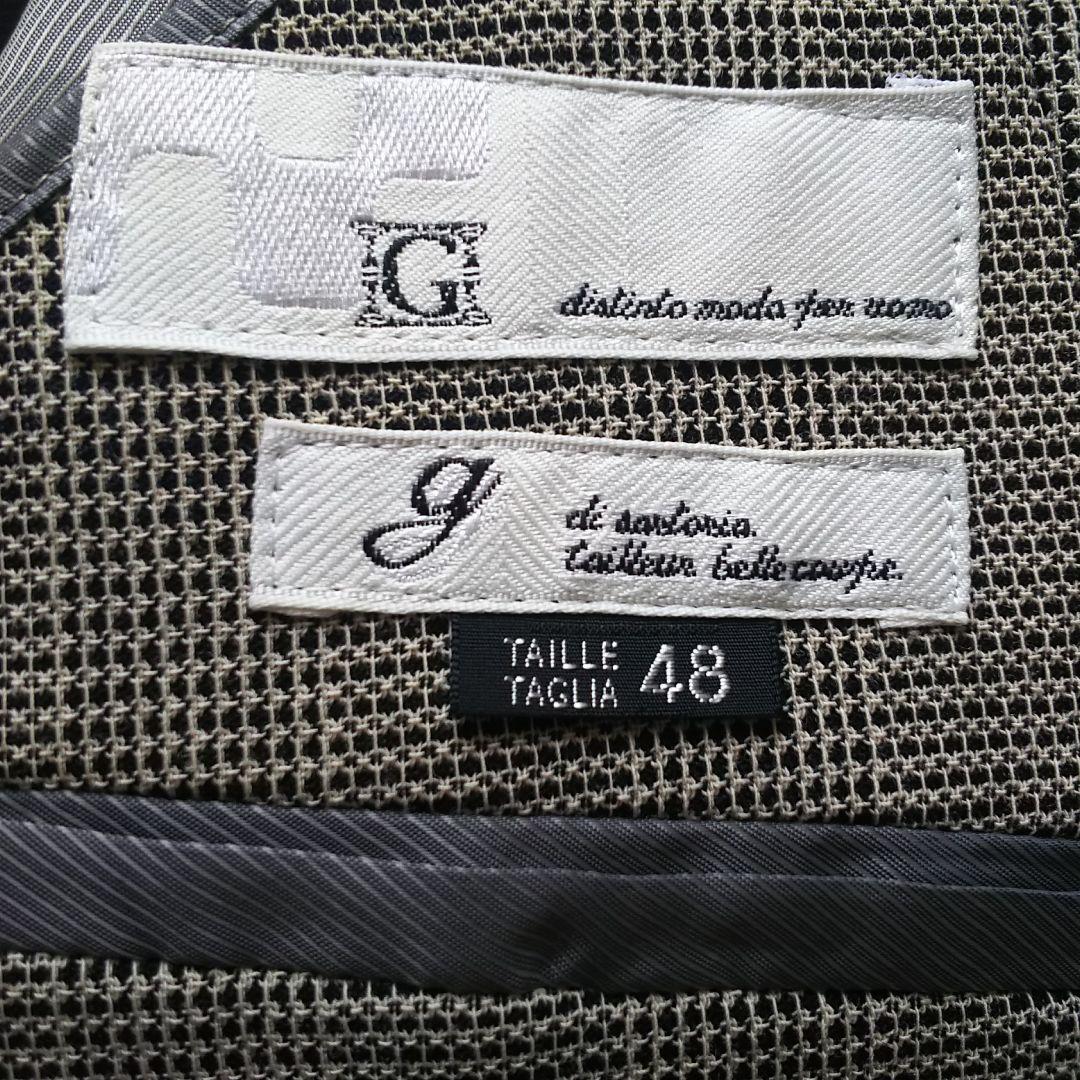 G
distinto moda per uomo
g
di sartoria.
tailleur belle coupe.
TAILLE
TAGLIA 48